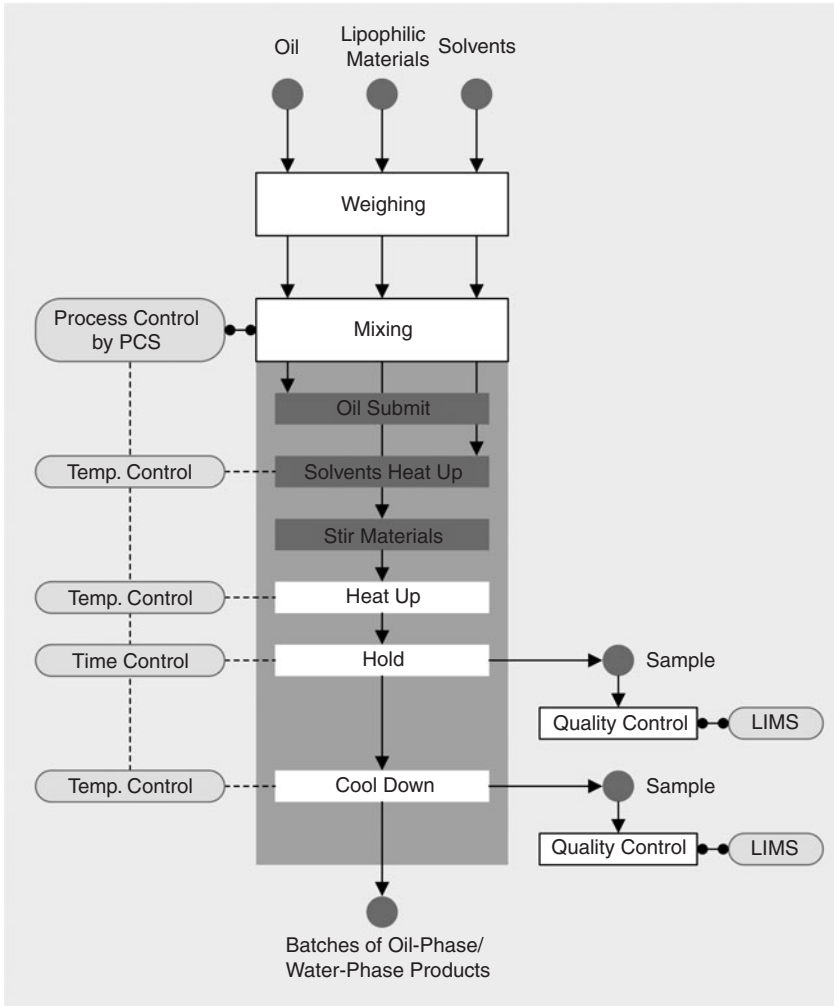 Oil
Lipophilic
Materials
Solvents
Weighing
Process Control
by PCS
Mixing
Oil Submit
Temp. Control
Solvents Heat Up
Stir Materials
Temp. Control
Heat Up
Time Control
Hold
Sample
Quality Control
LIMS
Temp. Control
Cool Down
Sample
Quality Control
LIMS
Batches of Oil-Phase/
Water-Phase Products